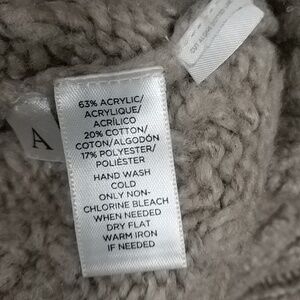 63% ACRYLIC/
ACRYLIQUE/
ACRÍLICO
20% COTTON/
COTON/ALGODÓN
17% POLYESTER/
POLIÉSTER
HAND WASH
COLD
ONLY NON-
CHLORINE BLEACH
WHEN NEEDED
DRY FLAT
WARM IRON
IF NEEDED
A